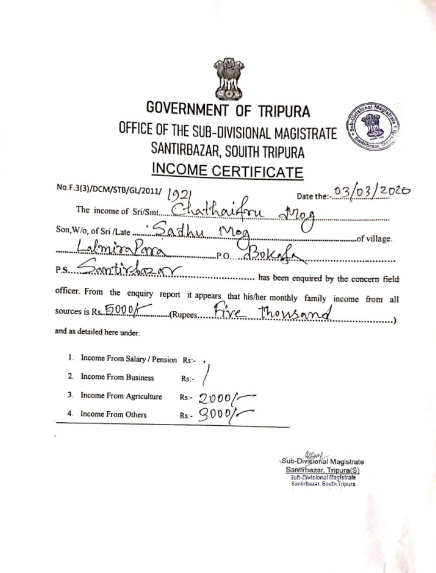 GOVERNMENT OF TRIPURA
OFFICE OF THE SUB-DIVISIONAL MAGISTRATE
SANTIRBAZAR, SOUTH TRIPURA
INCOME CERTIFICATE
No.F.3(3)/DCM/STB/GL/2011/ 1921 Date the:- 03/03/2020
The income of Sri/Smt. Chathaifru Mog
Son,W/o, of Sri /Late Sadhu Mog of village.
Lalmira Para P.O Bokafa
P.S. Santirbazar has been enquired by the concern field
officer. From the enquiry report it appears that his/her monthly family income from all
sources is Rs. 5000/- (Rupees Five Thousand)
and as detailed here under:
1. Income From Salary / Pension Rs:-
2. Income From Business Rs:-
3. Income From Agriculture Rs:- 2000/-
4. Income From Others Rs:- 3000/-
Sub-Divisional Magistrate
Santirbazar, Tripura(S)
Sub-Divisional Magistrate
Santirbazar, South Tripura